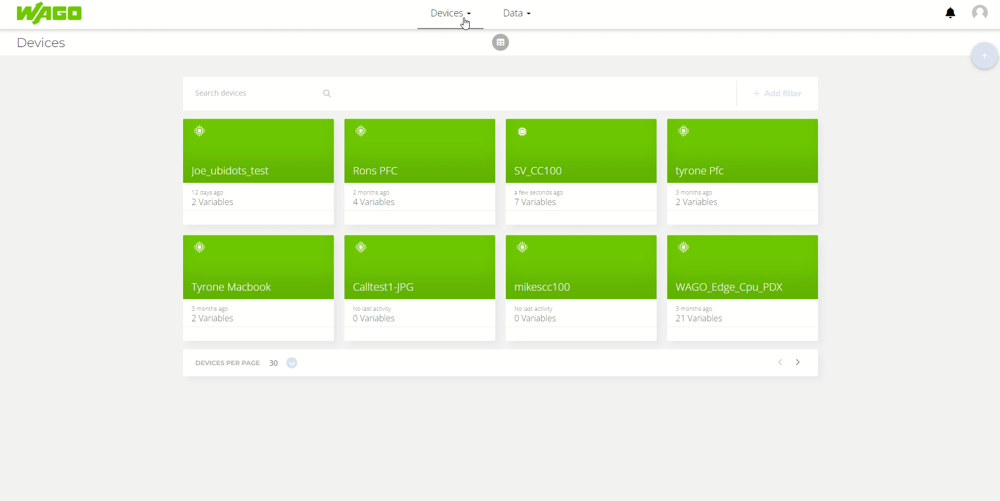 WAGO
Devices
Data
Devices
+
Search devices
+ Add filter
Joe_ubidots_test
12 days ago
2 Variables
Rons PFC
2 months ago
4 Variables
SV_CC100
a few seconds ago
7 Variables
tyrone Pfc
3 months ago
2 Variables
Tyrone Macbook
3 months ago
2 Variables
Calltest1-JPG
No last activity
0 Variables
mikescc100
No last activity
0 Variables
WAGO_Edge_Cpu_PDX
3 months ago
21 Variables
DEVICES PER PAGE 30